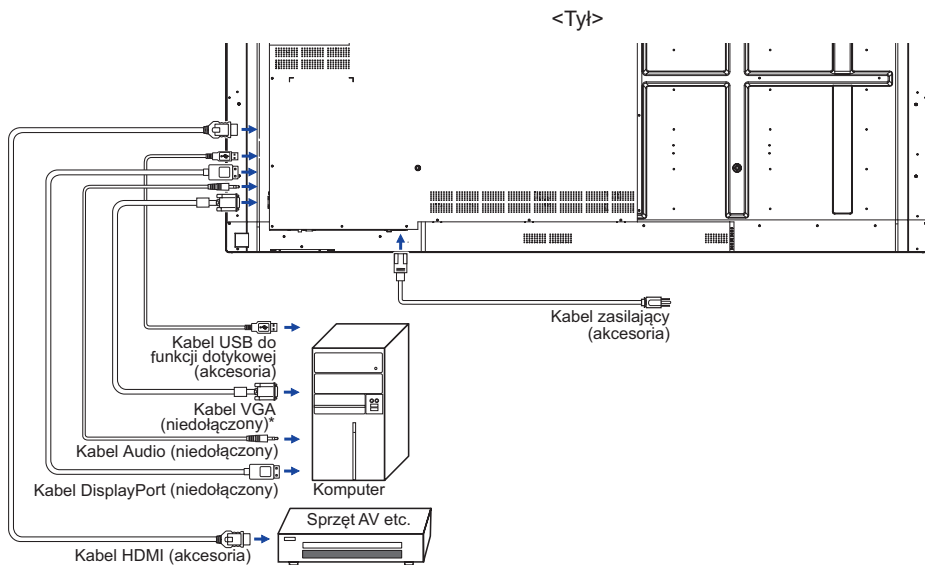 <Tył>
Kabel zasilający
(akcesoria)
Kabel USB do
funkcji dotykowej
(akcesoria)
Kabel VGA
(niedołączony)*
Kabel Audio (niedołączony)
Kabel DisplayPort (niedołączony)
Komputer
Sprzęt AV etc.
Kabel HDMI (akcesoria)